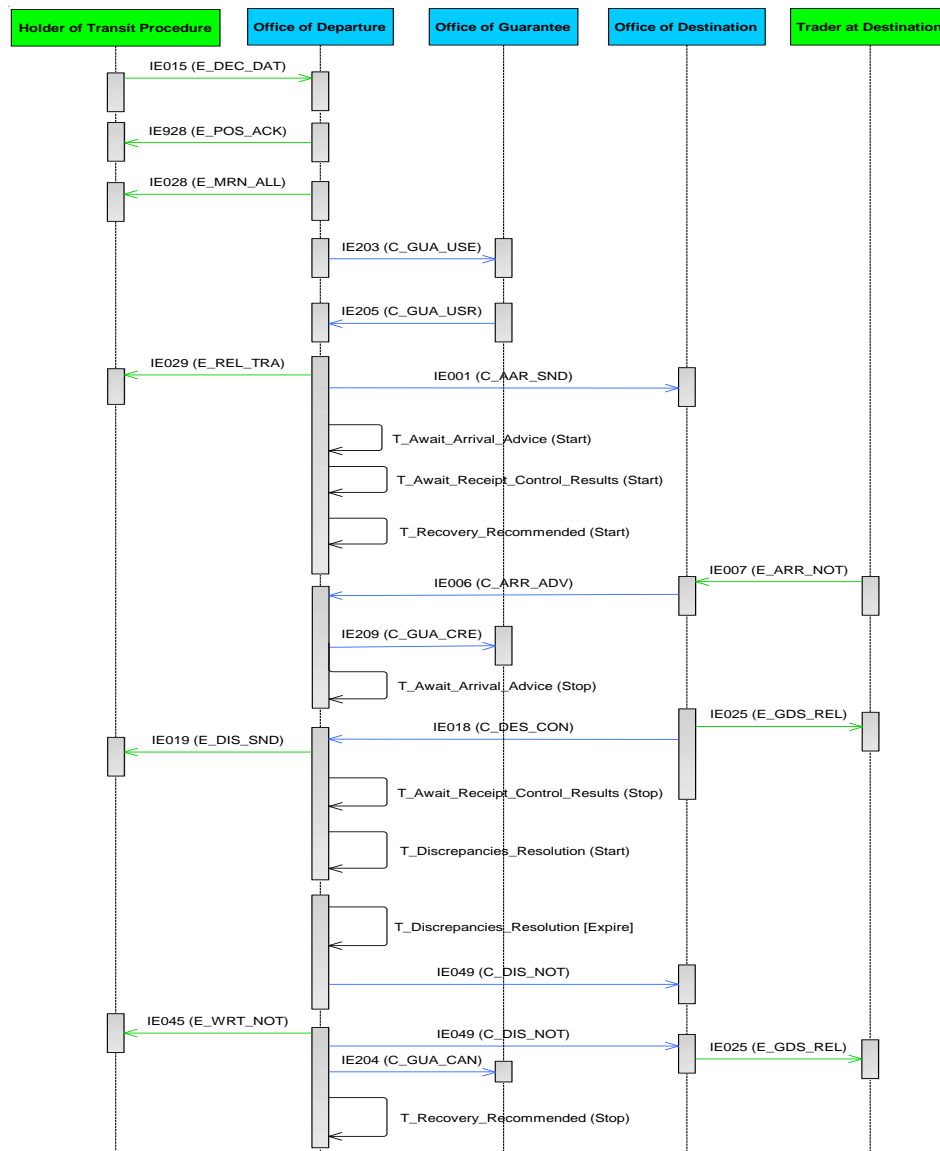 Holder of Transit Procedure
Office of Departure
Office of Guarantee
Office of Destination
Trader at Destination
IE015 (E_DEC_DAT)
IE928 (E_POS_ACK)
IE028 (E_MRN_ALL)
IE203 (C_GUA_USE)
IE205 (C_GUA_USR)
IE029 (E_REL_TRA)
IE001 (C_AAR_SND)
T_Await_Arrival_Advice (Start)
T_Await_Receipt_Control_Results (Start)
T_Recovery_Recommended (Start)
IE007 (E_ARR_NOT)
IE006 (C_ARR_ADV)
IE209 (C_GUA_CRE)
T_Await_Arrival_Advice (Stop)
IE025 (E_GDS_REL)
IE018 (C_DES_CON)
IE019 (E_DIS_SND)
T_Await_Receipt_Control_Results (Stop)
T_Discrepancies_Resolution (Start)
T_Discrepancies_Resolution [Expire]
IE049 (C_DIS_NOT)
IE045 (E_WRT_NOT)
IE049 (C_DIS_NOT)
IE025 (E_GDS_REL)
IE204 (C_GUA_CAN)
T_Recovery_Recommended (Stop)